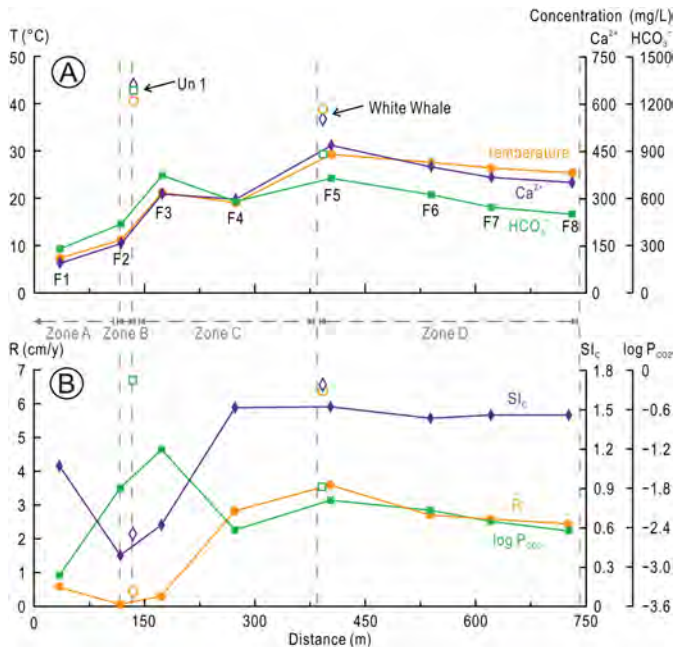 Concentration (mg/L)
T (°C) Ca²⁺ HCO₃⁻
50 750 1500
A
Un 1
40 600 1200
White Whale
30 450 900
Temperature
Ca²⁺
F3 F4 F5 F6 F7 F8
20 300 600
HCO₃⁻
10 150 300
F1 F2
0 0 0
Zone A Zone B Zone C Zone D
R (cm/y) SI_C log P_CO2
7 1.8 0
B
6 1.5 -0.6
SI_C
5 1.2 -1.2
4
0.9 -1.8
3 R
0.6 -2.4
2 log P_CO2
1 0.3 -3.0
0 0 -3.6
0 150 300 450 600 750
Distance (m)